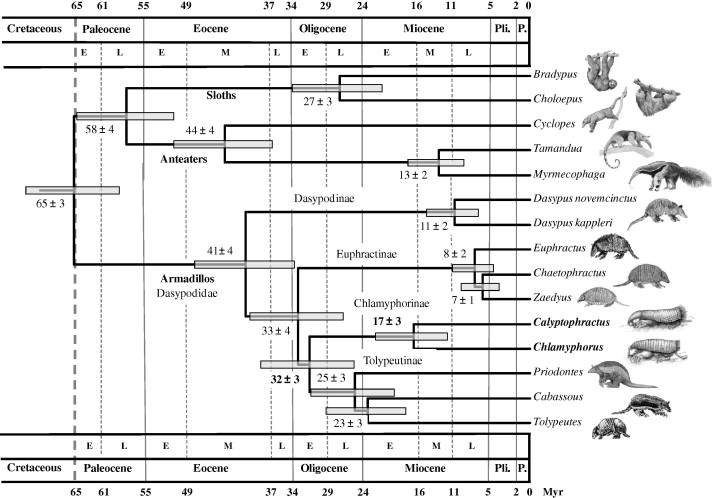 65 61 55 49 37 34 29 24 16 11 5 2 0
Cretaceous Paleocene Eocene Oligocene Miocene Pli. P.
E L E M L E L E M L
Bradypus
Sloths
27 ± 3
Choloepus
58 ± 4
44 ± 4
Cyclopes
Anteaters
Tamandua
13 ± 2
Myrmecophaga
65 ± 3
Dasypodinae
Dasypus novemcinctus
11 ± 2
Dasypus kappleri
41± 4
Euphractinae
8 ± 2
Euphractus
Armadillos
Chaetophractus
Dasypodidae
Chlamyphorinae
7 ± 1
Zaedyus
33 ± 4
17 ± 3
Calyptophractus
Chlamyphorus
Tolypeutinae
32 ± 3
25 ± 3
Priodontes
Cabassous
23 ± 3
Tolypeutes
E L E M L E L E M L
Cretaceous Paleocene Eocene Oligocene Miocene Pli. P.
65 61 55 49 37 34 29 24 16 11 5 2 0 Myr